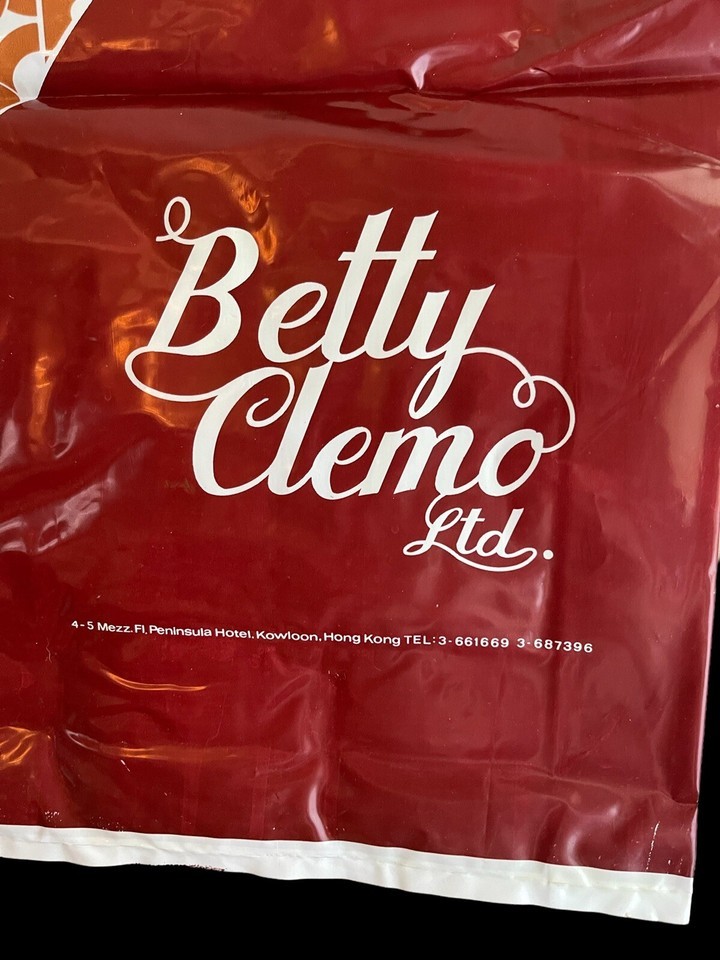 Betty
Clemo
Ltd.
4-5 Mezz. Fl. Peninsula Hotel. Kowloon. Hong Kong TEL:3-661669 3-687396